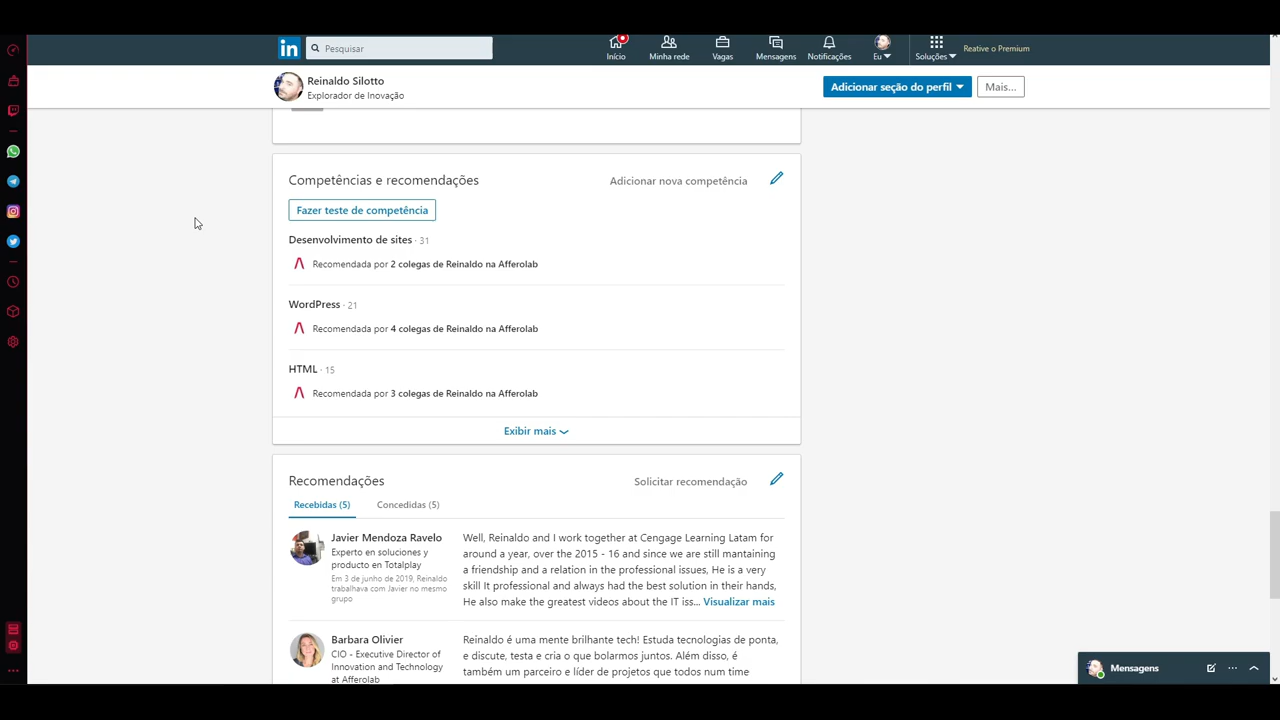 in
Pesquisar
Início
Minha rede
Vagas
Mensagens
Notificações
Eu
Soluções
Reative o Premium
Reinaldo Silotto
Explorador de Inovação
Adicionar seção do perfil
Mais...
Competências e recomendações
Adicionar nova competência
Fazer teste de competência
Desenvolvimento de sites · 31
Recomendada por 2 colegas de Reinaldo na Afferolab
WordPress · 21
Recomendada por 4 colegas de Reinaldo na Afferolab
HTML · 15
Recomendada por 3 colegas de Reinaldo na Afferolab
Exibir mais
Recomendações
Solicitar recomendação
Recebidas (5)
Concedidas (5)
Javier Mendoza Ravelo
Experto en soluciones y
producto en Totalplay
Em 3 de junho de 2019, Reinaldo
trabalhava com Javier no mesmo
grupo
Well, Reinaldo and I work together at Cengage Learning Latam for
around a year, over the 2015 - 16 and since we are still mantaining
a friendship and a relation in the professional issues, He is a very
skill It professional and always had the best solution in their hands,
He also make the greatest videos about the IT iss... Visualizar mais
Barbara Olivier
CIO - Executive Director of
Innovation and Technology
at Afferolab
Reinaldo é uma mente brilhante tech! Estuda tecnologias de ponta,
e discute, testa e cria o que bolarmos juntos. Além disso, é
também um parceiro e líder de projetos que todos num time
Mensagens